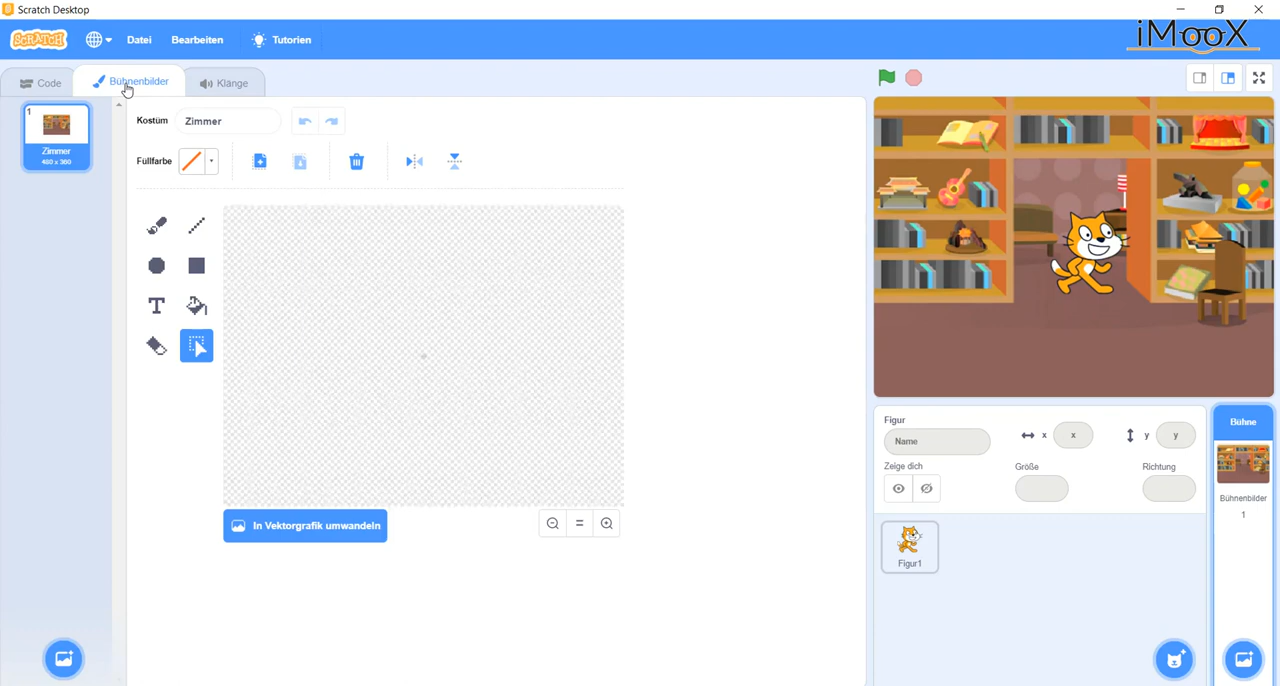 Scratch Desktop
SCRATCH Datei Bearbeiten Tutorien
iMooX
Code Bühnenbilder Klänge
1
Zimmer
480 x 360
Kostüm Zimmer
Füllfarbe
T
In Vektorgrafik umwandeln
Figur
Name
x x y y
Zeige dich Größe Richtung
Figur1
Bühne
Bühnenbilder
1